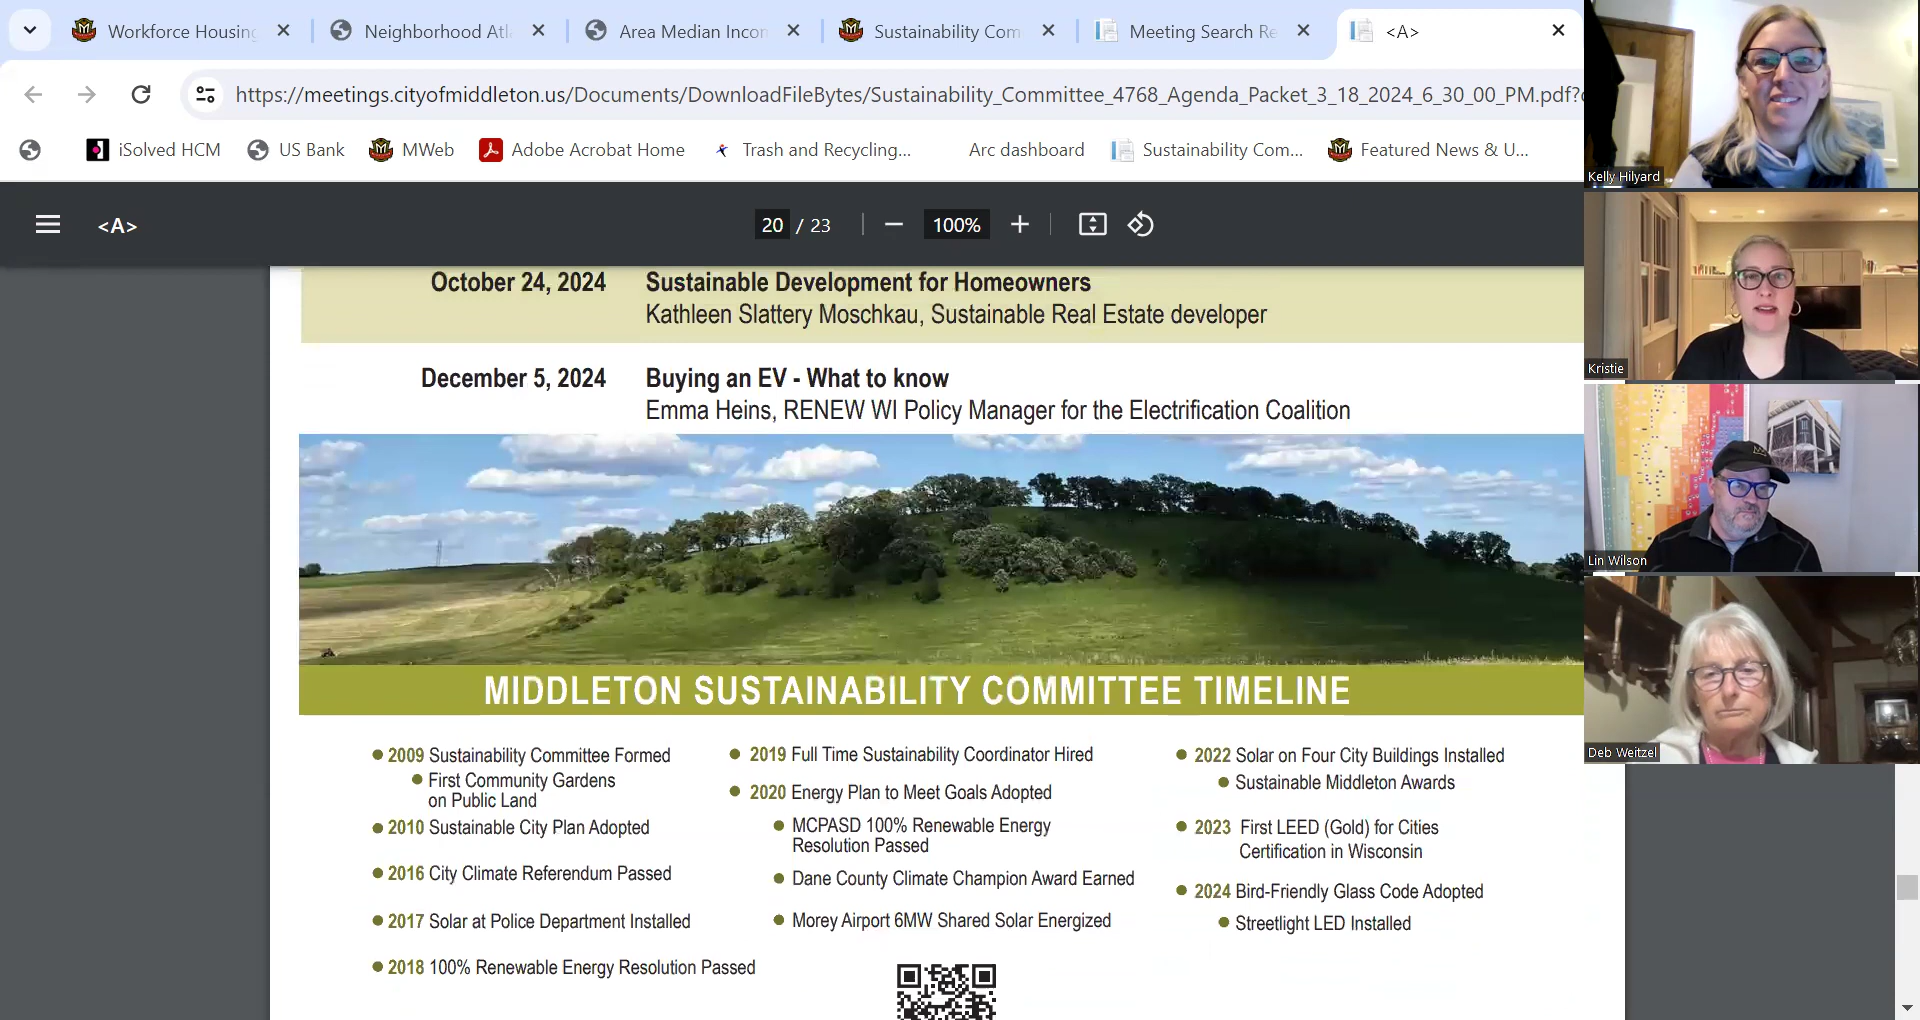 Workforce Housing
Neighborhood Atl
Area Median Incom
Sustainability Com
Meeting Search Re
<A>
https://meetings.cityofmiddleton.us/Documents/DownloadFileBytes/Sustainability_Committee_4768_Agenda_Packet_3_18_2024_6_30_00_PM.pdf?
iSolved HCM
US Bank
MWeb
Adobe Acrobat Home
Trash and Recycling...
Arc dashboard
Sustainability Com...
Featured News & U...
<A>
20 / 23
100%
October 24, 2024 Sustainable Development for Homeowners
Kathleen Slattery Moschkau, Sustainable Real Estate developer
December 5, 2024 Buying an EV - What to know
Emma Heins, RENEW WI Policy Manager for the Electrification Coalition
MIDDLETON SUSTAINABILITY COMMITTEE TIMELINE
2009 Sustainability Committee Formed
First Community Gardens
on Public Land
2010 Sustainable City Plan Adopted
2016 City Climate Referendum Passed
2017 Solar at Police Department Installed
2018 100% Renewable Energy Resolution Passed
2019 Full Time Sustainability Coordinator Hired
2020 Energy Plan to Meet Goals Adopted
MCPASD 100% Renewable Energy
Resolution Passed
Dane County Climate Champion Award Earned
Morey Airport 6MW Shared Solar Energized
2022 Solar on Four City Buildings Installed
Sustainable Middleton Awards
2023 First LEED (Gold) for Cities
Certification in Wisconsin
2024 Bird-Friendly Glass Code Adopted
Streetlight LED Installed
Kelly Hilyard
Kristie
Lin Wilson
Deb Weitzel